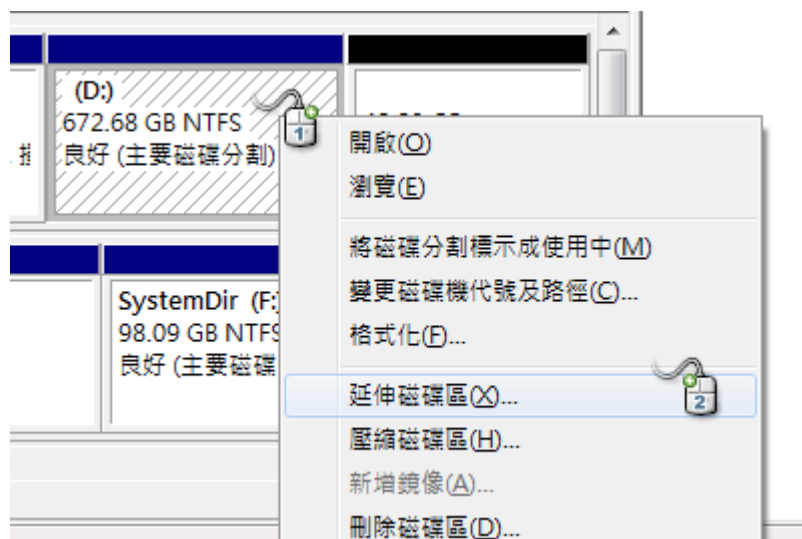 (D:)
672.68 GB NTFS
良好 (主要磁碟分割)
SystemDir (F:
98.09 GB NTFS
良好 (主要磁碟
1
開啟(O)
瀏覽(E)
將磁碟分割標示成使用中(M)
變更磁碟機代號及路徑(C)...
格式化(F)...
延伸磁碟區(X)...
2
壓縮磁碟區(H)...
新增鏡像(A)...
刪除磁碟區(D)...